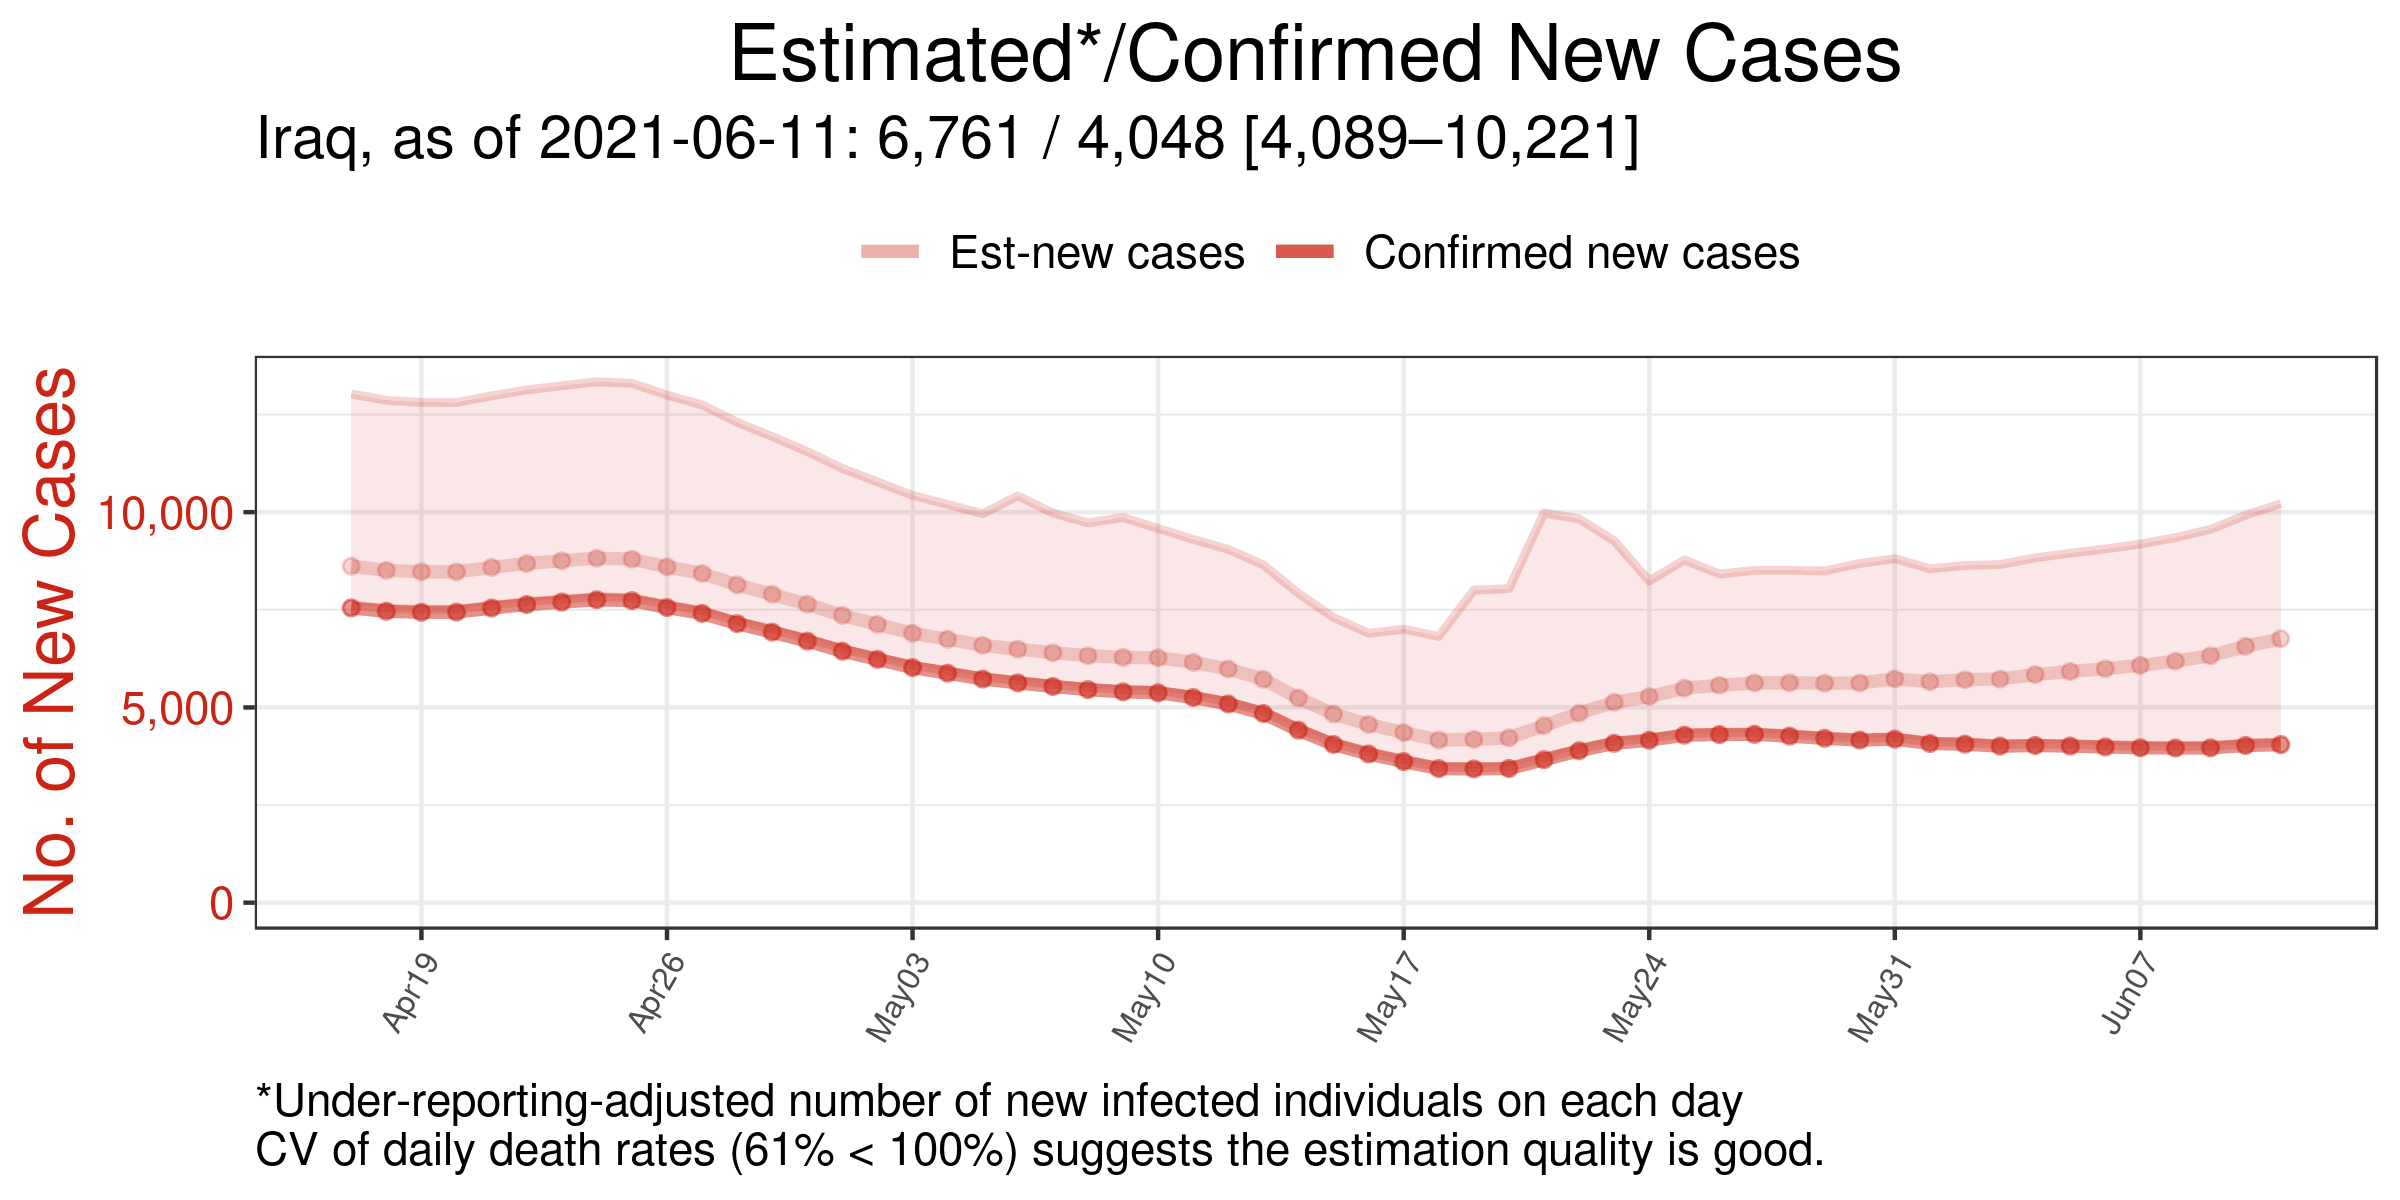 Estimated*/Confirmed New Cases
Iraq, as of 2021-06-11: 6,761 / 4,048 [4,089–10,221]
Est-new cases
Confirmed new cases
No. of New Cases
10,000
5,000
0
Apr19
Apr26
May03
May10
May17
May24
May31
Jun07
*Under-reporting-adjusted number of new infected individuals on each day
CV of daily death rates (61% < 100%) suggests the estimation quality is good.